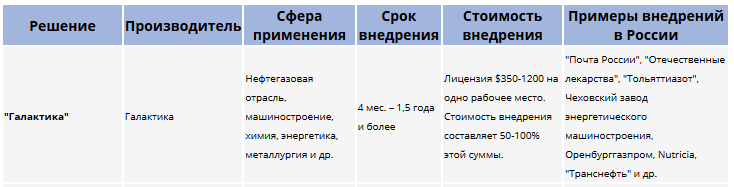 Решение
Производитель
Сфера
применения
Срок
внедрения
Стоимость
внедрения
Примеры внедрений
в России
"Галактика"
Галактика
Нефтегазовая
отрасль,
машиностроение,
химия, энергетика,
металлургия и др.
4 мес. – 1,5 года
и более
Лицензия $350-1200 на
одно рабочее место.
Стоимость внедрения
составляет 50-100%
этой суммы.
"Почта России", "Отечественные
лекарства", "Тольяттиазот",
Чеховский завод
энергетического
машиностроения,
Оренбурггазпром, Nutricia,
"Транснефть" и др.